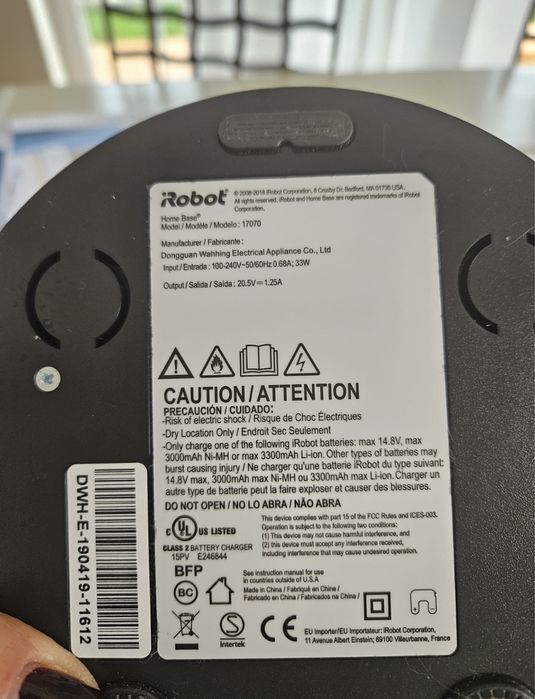 iRobot® © 2008-2018 iRobot Corporation, 8 Crosby Dr. Bedford, MA 01730 USA.
All rights reserved. iRobot and Home Base are registered trademarks of iRobot
Corporation.
Home Base®
Model / Modèle / Modelo : 17070
Manufacturer / Fabricante :
Dongguan Wahhing Electrical Appliance Co., Ltd
Input / Entrada : 100-240V~50/60Hz 0.68A; 33W
Output / Salida / Saída : 20.5V⎓1.25A
CAUTION / ATTENTION
PRECAUCIÓN / CUIDADO:
-Risk of electric shock / Risque de Choc Électriques
-Dry Location Only / Endroit Sec Seulement
-Only charge one of the following iRobot batteries: max 14.8V, max
3000mAh Ni-MH or max 3300mAh Li-ion. Other types of batteries may
burst causing injury / Ne charger qu'une batterie iRobot du type suivant:
14.8V max, 3000mAh max Ni-MH ou 3300mAh max Li-ion. Charger un
autre type de batterie peut la faire exploser et causer des blessures.
DO NOT OPEN / NO LO ABRA / NÃO ABRA
c UL US LISTED
CLASS 2 BATTERY CHARGER
15PV E246844
This device complies with part 15 of the FCC Rules and ICES-003.
Operation is subject to the following two conditions:
(1) This device may not cause harmful interference, and
(2) this device must accept any interference received,
including interference that may cause undesired operation.
BFP
BC
See instruction manual for use
in countries outside of U.S.A
Made in China / Fabriqué en Chine /
Fabricado en China / Fabricados na China /
S
Intertek
CE
EU Importer/EU Importateur: iRobot Corporation,
11 Avenue Albert Einstein; 69100 Villeurbanne, France
DWH-E-190419-11612